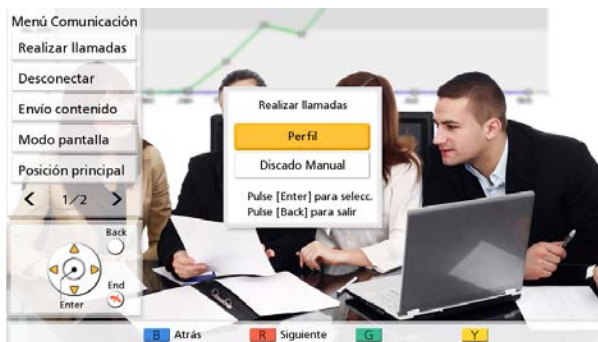 Menú Comunicación
Realizar llamadas
Desconectar
Envío contenido
Modo pantalla
Posición principal
1/2
Back
End
Enter
Realizar llamadas
Perfil
Discado Manual
Pulse [Enter] para selecc.
Pulse [Back] para salir
B Atrás R Siguiente G Y